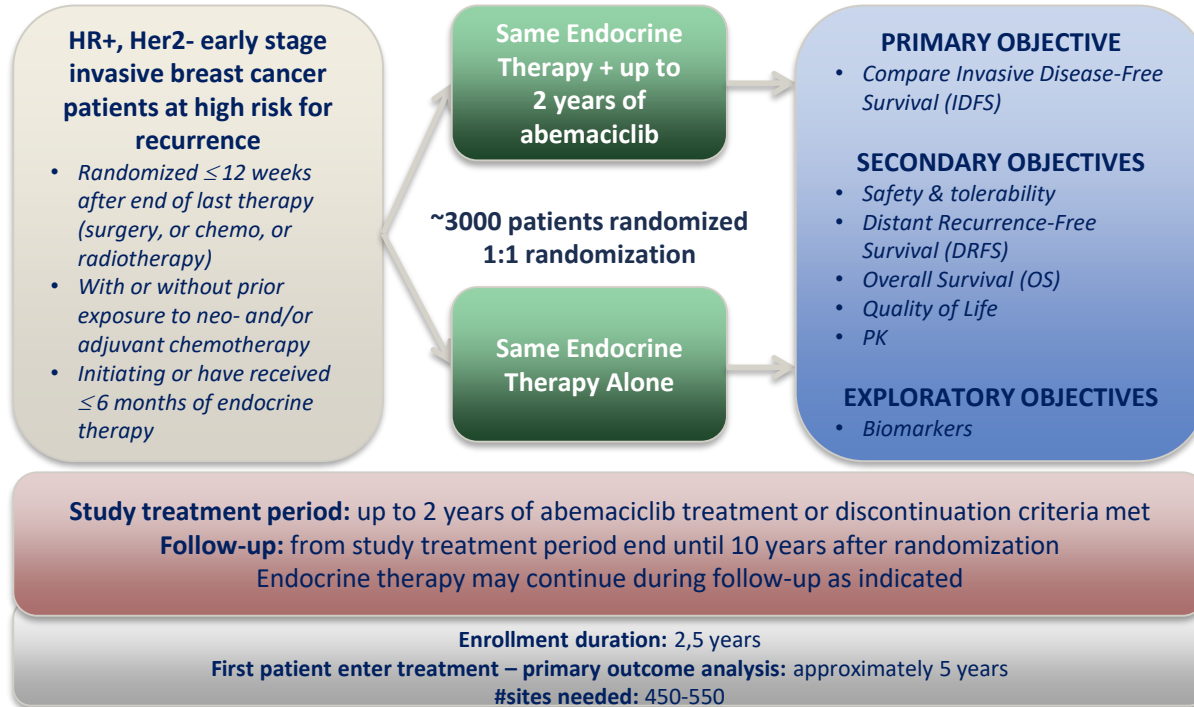 HR+, Her2- early stage
invasive breast cancer
patients at high risk for
recurrence
• Randomized ≤ 12 weeks
after end of last therapy
(surgery, or chemo, or
radiotherapy)
• With or without prior
exposure to neo- and/or
adjuvant chemotherapy
• Initiating or have received
≤ 6 months of endocrine
therapy
Same Endocrine
Therapy + up to
2 years of
abemaciclib
~3000 patients randomized
1:1 randomization
Same Endocrine
Therapy Alone
PRIMARY OBJECTIVE
• Compare Invasive Disease-Free
Survival (IDFS)
SECONDARY OBJECTIVES
• Safety & tolerability
• Distant Recurrence-Free
Survival (DRFS)
• Overall Survival (OS)
• Quality of Life
• PK
EXPLORATORY OBJECTIVES
• Biomarkers
Study treatment period: up to 2 years of abemaciclib treatment or discontinuation criteria met
Follow-up: from study treatment period end until 10 years after randomization
Endocrine therapy may continue during follow-up as indicated
Enrollment duration: 2,5 years
First patient enter treatment – primary outcome analysis: approximately 5 years
#sites needed: 450-550